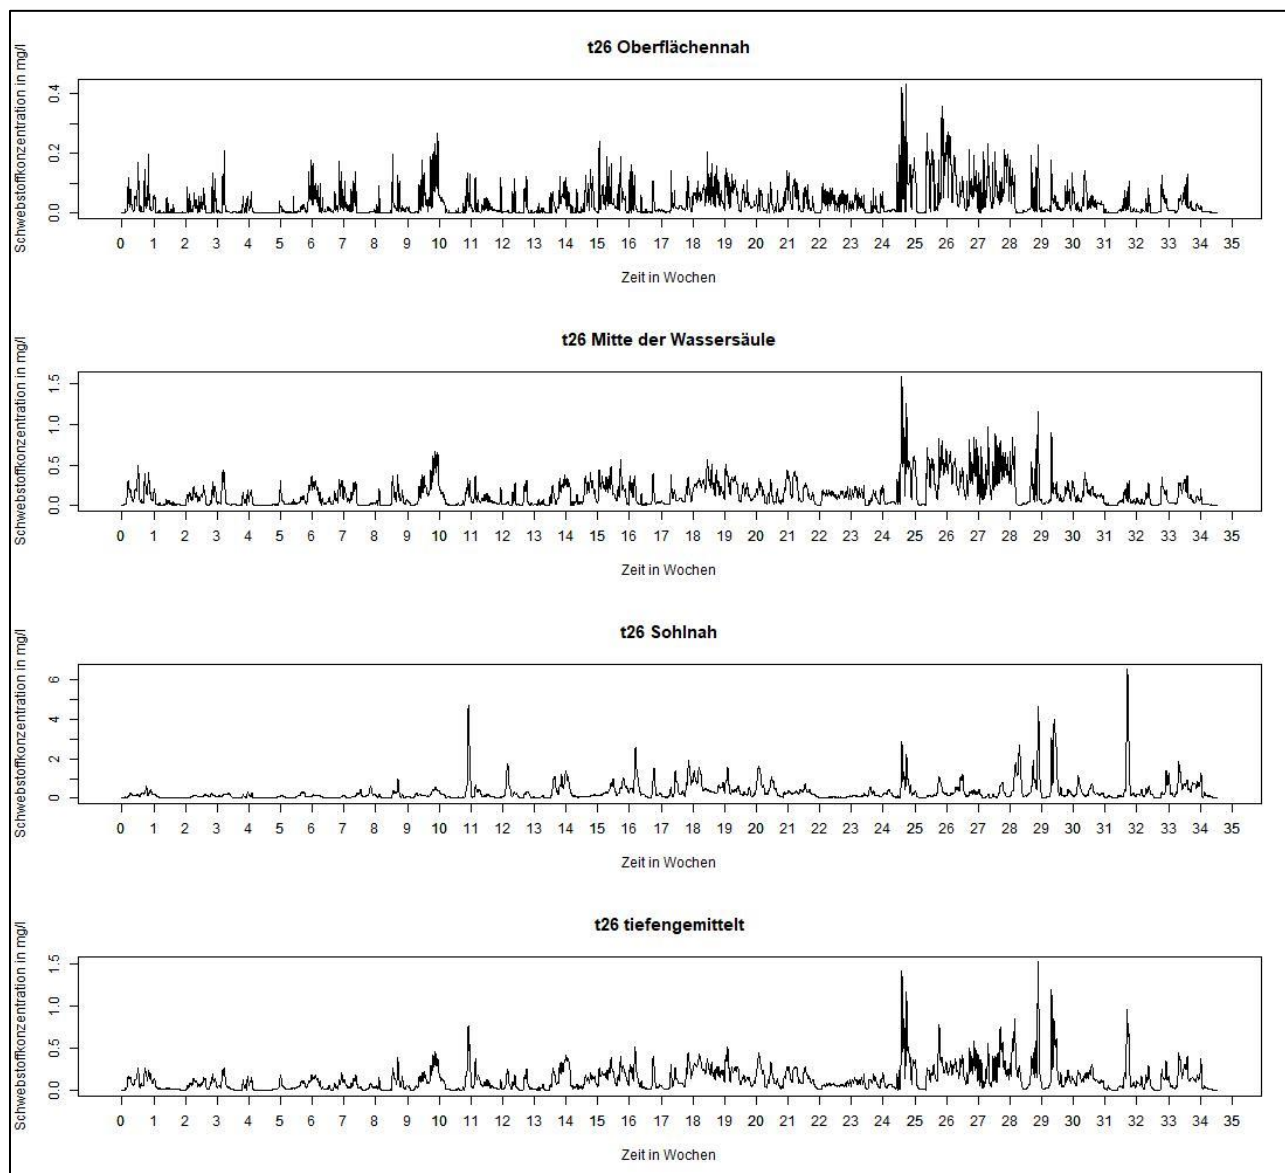 t26 Oberflächennah
Schwebstoffkonzentration in mg/l
0.4
0.2
0.0
0 1 2 3 4 5 6 7 8 9 10 11 12 13 14 15 16 17 18 19 20 21 22 23 24 25 26 27 28 29 30 31 32 33 34 35
Zeit in Wochen
t26 Mitte der Wassersäule
Schwebstoffkonzentration in mg/l
1.5
1.0
0.5
0.0
0 1 2 3 4 5 6 7 8 9 10 11 12 13 14 15 16 17 18 19 20 21 22 23 24 25 26 27 28 29 30 31 32 33 34 35
Zeit in Wochen
t26 Sohlnah
Schwebstoffkonzentration in mg/l
6
4
2
0
0 1 2 3 4 5 6 7 8 9 10 11 12 13 14 15 16 17 18 19 20 21 22 23 24 25 26 27 28 29 30 31 32 33 34 35
Zeit in Wochen
t26 tiefengemittelt
Schwebstoffkonzentration in mg/l
1.5
1.0
0.5
0.0
0 1 2 3 4 5 6 7 8 9 10 11 12 13 14 15 16 17 18 19 20 21 22 23 24 25 26 27 28 29 30 31 32 33 34 35
Zeit in Wochen